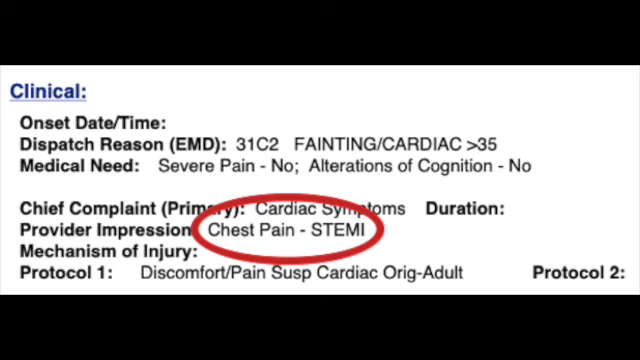 Clinical:
Onset Date/Time:
Dispatch Reason (EMD): 31C2 FAINTING/CARDIAC >35
Medical Need: Severe Pain - No; Alterations of Cognition - No
Chief Complaint (Primary): Cardiac Symptoms Duration:
Provider Impression Chest Pain - STEMI
Mechanism of Injury:
Protocol 1: Discomfort/Pain Susp Cardiac Orig-Adult Protocol 2: